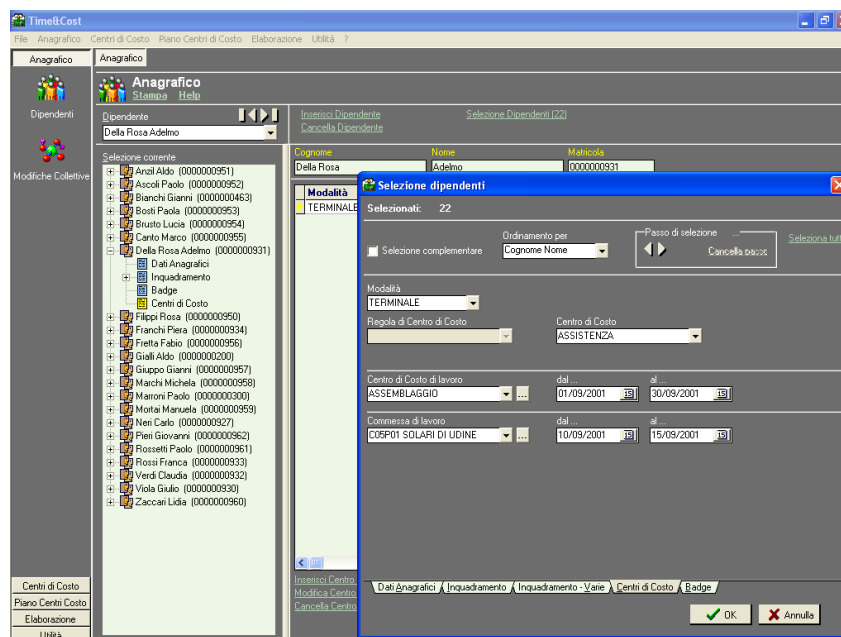 Time&Cost
File Anagrafico Centri di Costo Piano Centri di Costo Elaborazione Utilità ?
Anagrafico
Anagrafico
Anagrafico
Stampa Help
Dipendenti
Modifiche Collettive
Dipendente
Della Rosa Adelmo
Inserisci Dipendente
Cancella Dipendente
Selezione Dipendenti (22)
Cognome Nome Matricola
Della Rosa Adelmo 0000000931
Selezione corrente
Anzil Aldo (0000000951)
Ascoli Paolo (0000000952)
Bianchi Gianni (0000000463)
Bosti Paola (0000000953)
Brusto Lucia (0000000954)
Canto Marco (0000000955)
Della Rosa Adelmo (0000000931)
Dati Anagrafici
Inquadramento
Badge
Centri di Costo
Filippi Rosa (0000000950)
Franchi Piera (0000000934)
Fretta Fabio (0000000956)
Gialli Aldo (0000000200)
Giuppo Gianni (0000000957)
Marchi Michela (0000000958)
Marroni Paolo (0000000300)
Mortai Manuela (0000000959)
Neri Carlo (0000000927)
Pieri Giovanni (0000000962)
Rossetti Paolo (0000000961)
Rossi Franca (0000000933)
Verdi Claudia (0000000932)
Viola Giulio (0000000930)
Zaccari Lidia (0000000960)
Modalità
TERMINALE
Inserisci Centro
Modifica Centro
Cancella Centro
Selezione dipendenti
Selezionati: 22
Selezione complementare
Ordinamento per
Cognome Nome
Passo di selezione ...
Cancella passo
Seleziona tutt
Modalità
TERMINALE
Regola di Centro di Costo
Centro di Costo
ASSISTENZA
Centro di Costo di lavoro dal ... al ...
ASSEMBLAGGIO ... 01/09/2001 15 30/09/2001 15
Commessa di lavoro dal ... al ...
C05P01 SOLARI DI UDINE ... 10/09/2001 15 15/09/2001 15
Dati Anagrafici Inquadramento Inquadramento - Varie Centri di Costo Badge
OK Annulla
Centri di Costo
Piano Centri Costo
Elaborazione
Utilità